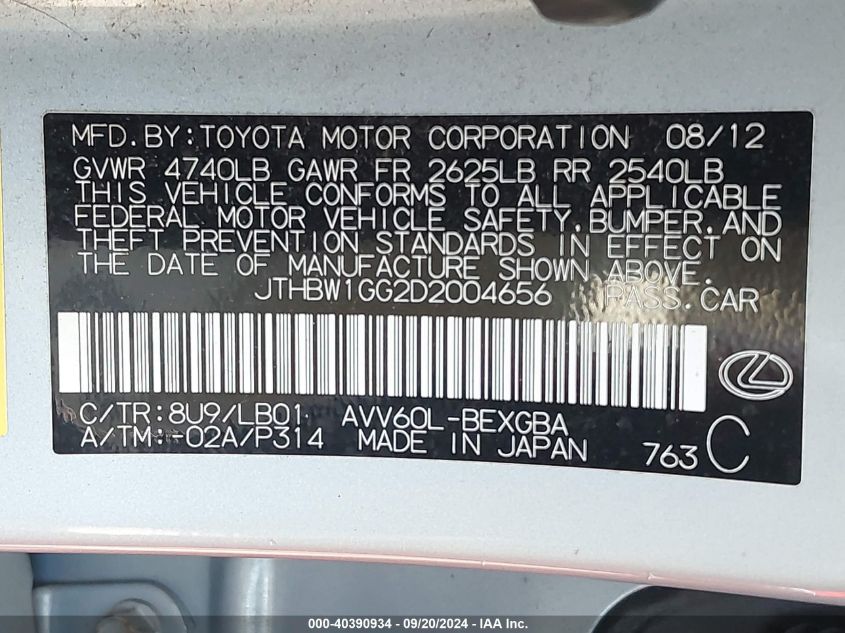 MFD.BY:TOYOTA MOTOR CORPORATION 08/12
GVWR 4740LB GAWR FR 2625LB RR 2540LB
THIS VEHICLE CONFORMS TO ALL APPLICABLE
FEDERAL MOTOR VEHICLE SAFETY,BUMPER,AND
THEFT PREVENTION STANDARDS IN EFFECT ON
THE DATE OF MANUFACTURE SHOWN ABOVE.
JTHBW1GG2D2004656 PASS.CAR
C/TR:8U9/LB01 AVV60L-BEXGBA
A/TM:-02A/P314 MADE IN JAPAN 763 C
000-40390934 - 09/20/2024 - IAA Inc.